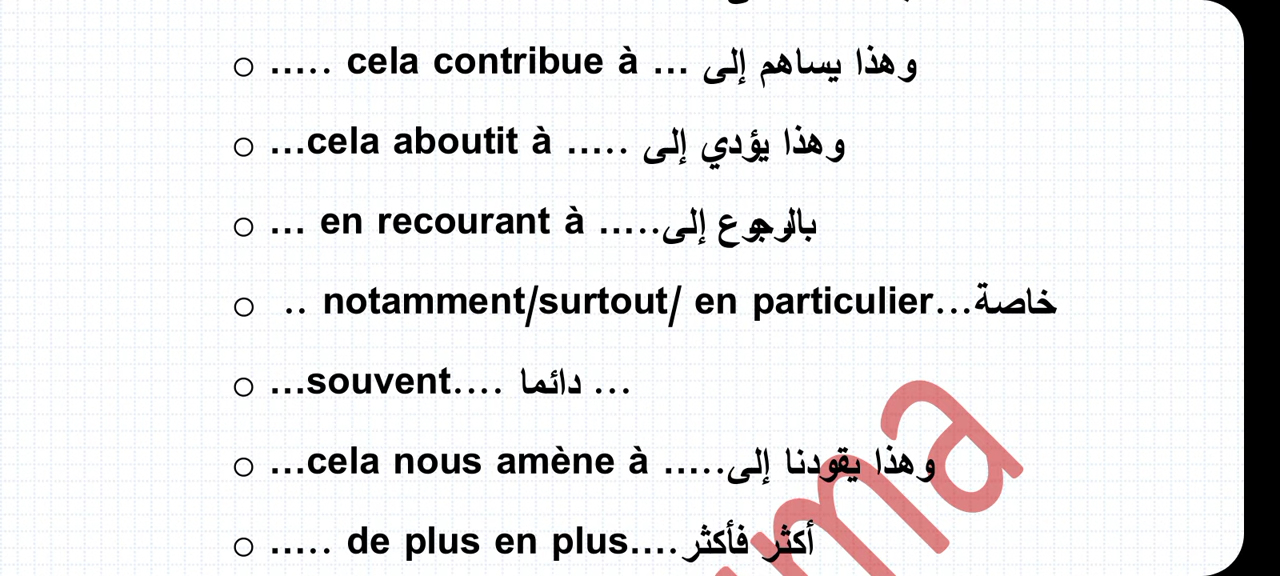 ○ ..... cela contribue à ... وهذا يساهم إلى
○ ...cela aboutit à ..... وهذا يؤدي إلى
○ ... en recourant à .....بالرجوع إلى
○ .. notamment/surtout/ en particulier...خاصة
○ ...souvent.... دائما ...
○ ...cela nous amène à .....وهذا يقودنا إلى
○ ..... de plus en plus....أكثر فأكثر
ma